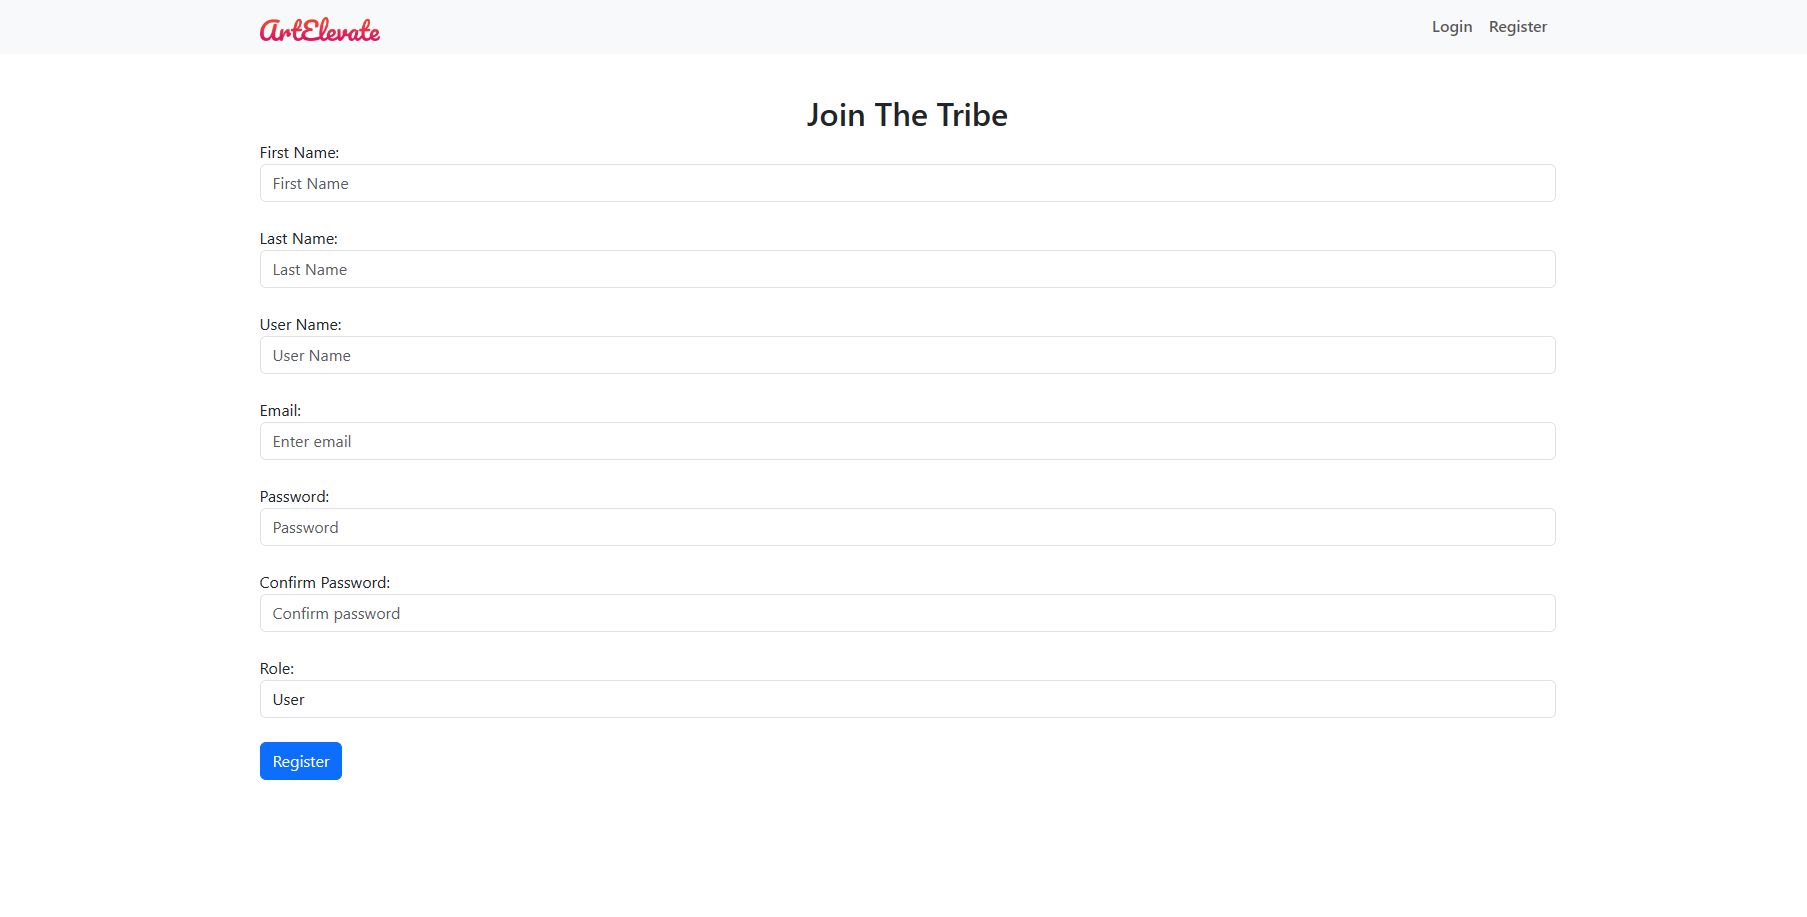 ArtElevate
Login Register
Join The Tribe
First Name:
First Name
Last Name:
Last Name
User Name:
User Name
Email:
Enter email
Password:
Password
Confirm Password:
Confirm password
Role:
User
Register